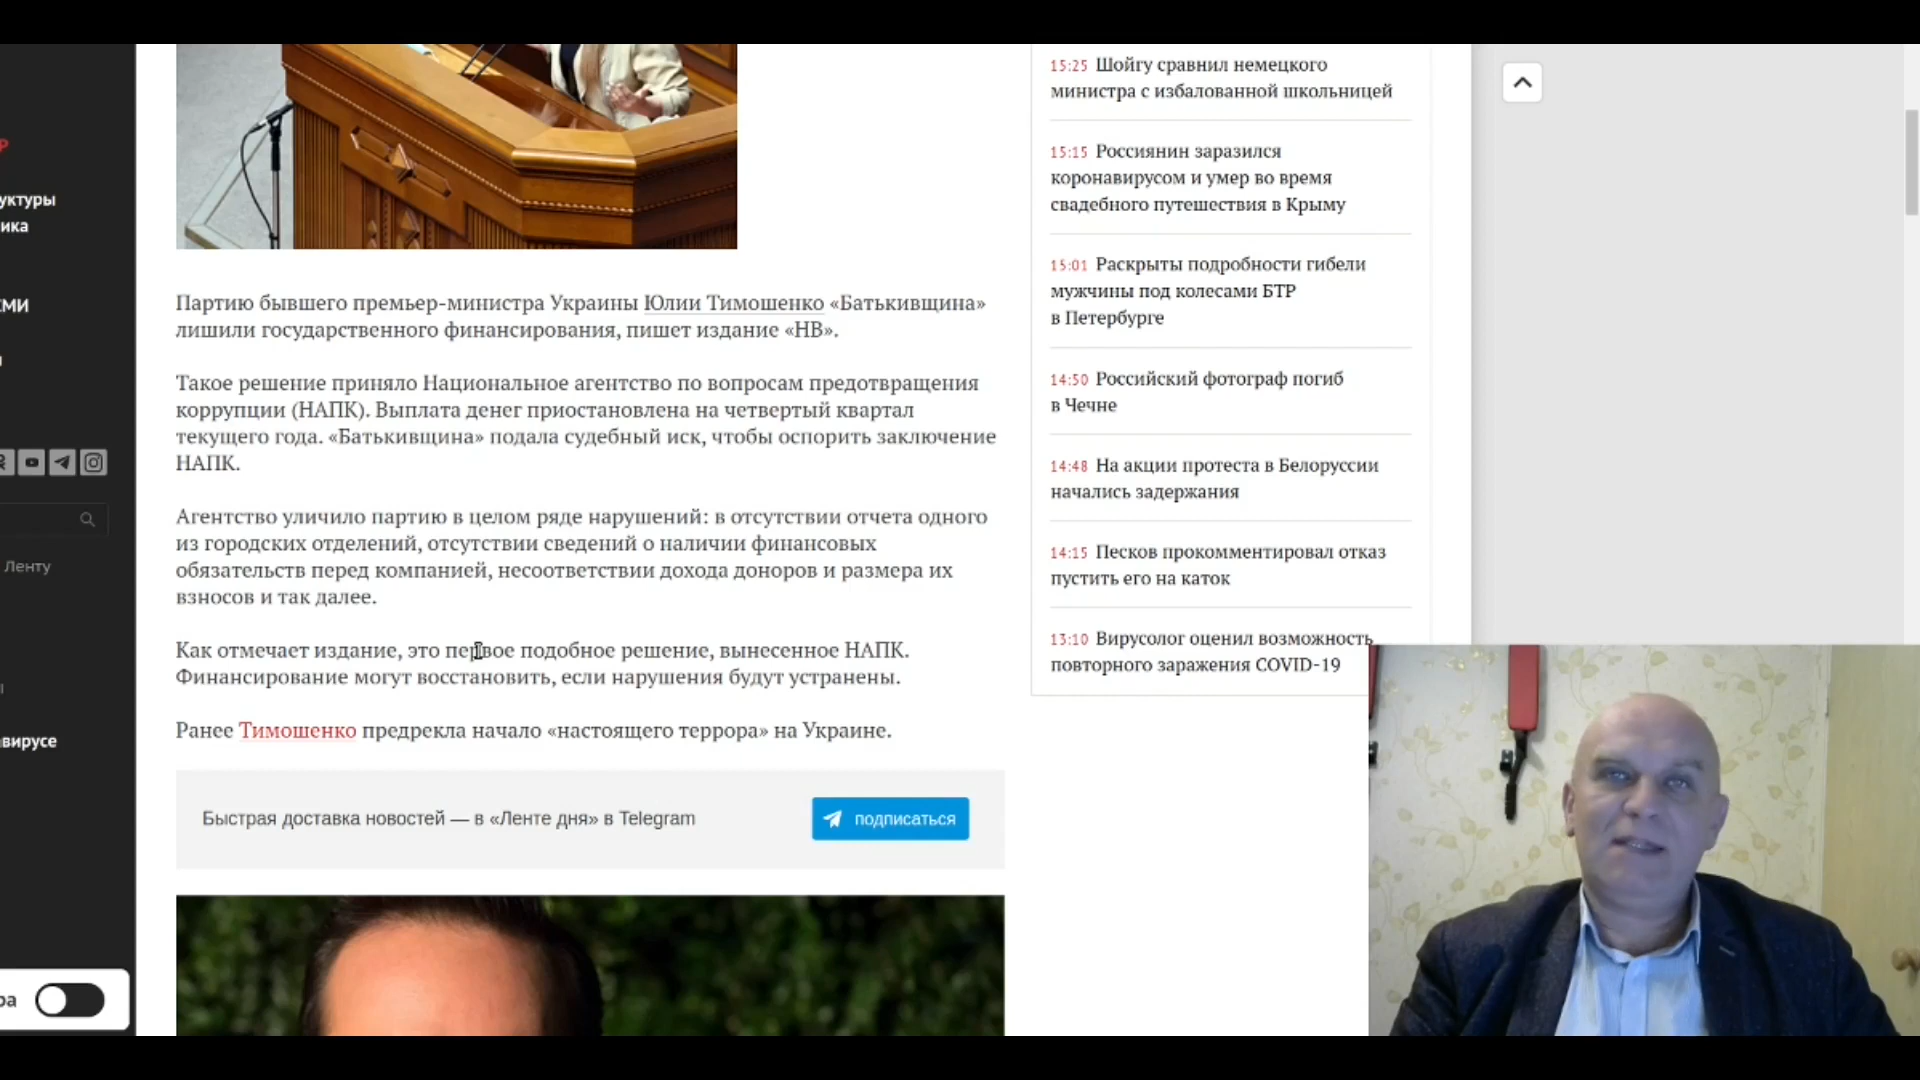 Р
уктуры
ика
СМИ
Ленту
вирусе
ра
Партию бывшего премьер-министра Украины Юлии Тимошенко «Батькивщина»
лишили государственного финансирования, пишет издание «НВ».
Такое решение приняло Национальное агентство по вопросам предотвращения
коррупции (НАПК). Выплата денег приостановлена на четвертый квартал
текущего года. «Батькивщина» подала судебный иск, чтобы оспорить заключение
НАПК.
Агентство уличило партию в целом ряде нарушений: в отсутствии отчета одного
из городских отделений, отсутствии сведений о наличии финансовых
обязательств перед компанией, несоответствии дохода доноров и размера их
взносов и так далее.
Как отмечает издание, это первое подобное решение, вынесенное НАПК.
Финансирование могут восстановить, если нарушения будут устранены.
Ранее Тимошенко предрекла начало «настоящего террора» на Украине.
Быстрая доставка новостей — в «Ленте дня» в Telegram
подписаться
15:25 Шойгу сравнил немецкого
министра с избалованной школьницей
15:15 Россиянин заразился
коронавирусом и умер во время
свадебного путешествия в Крыму
15:01 Раскрыты подробности гибели
мужчины под колесами БТР
в Петербурге
14:50 Российский фотограф погиб
в Чечне
14:48 На акции протеста в Белоруссии
начались задержания
14:15 Песков прокомментировал отказ
пустить его на каток
13:10 Вирусолог оценил возможность
повторного заражения COVID-19